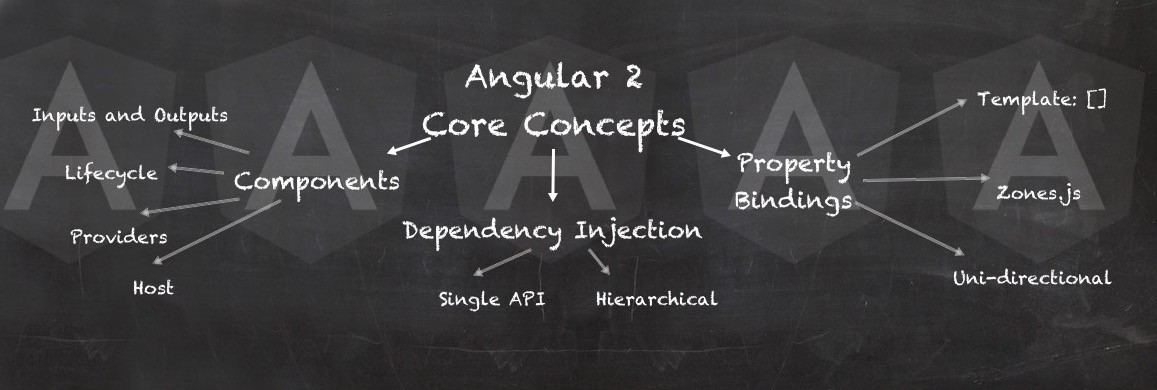 Angular 2
Core Concepts
Components
Inputs and Outputs
Lifecycle
Providers
Host
Dependency Injection
Single API
Hierarchical
Property
Bindings
Template: []
Zones.js
Uni-directional